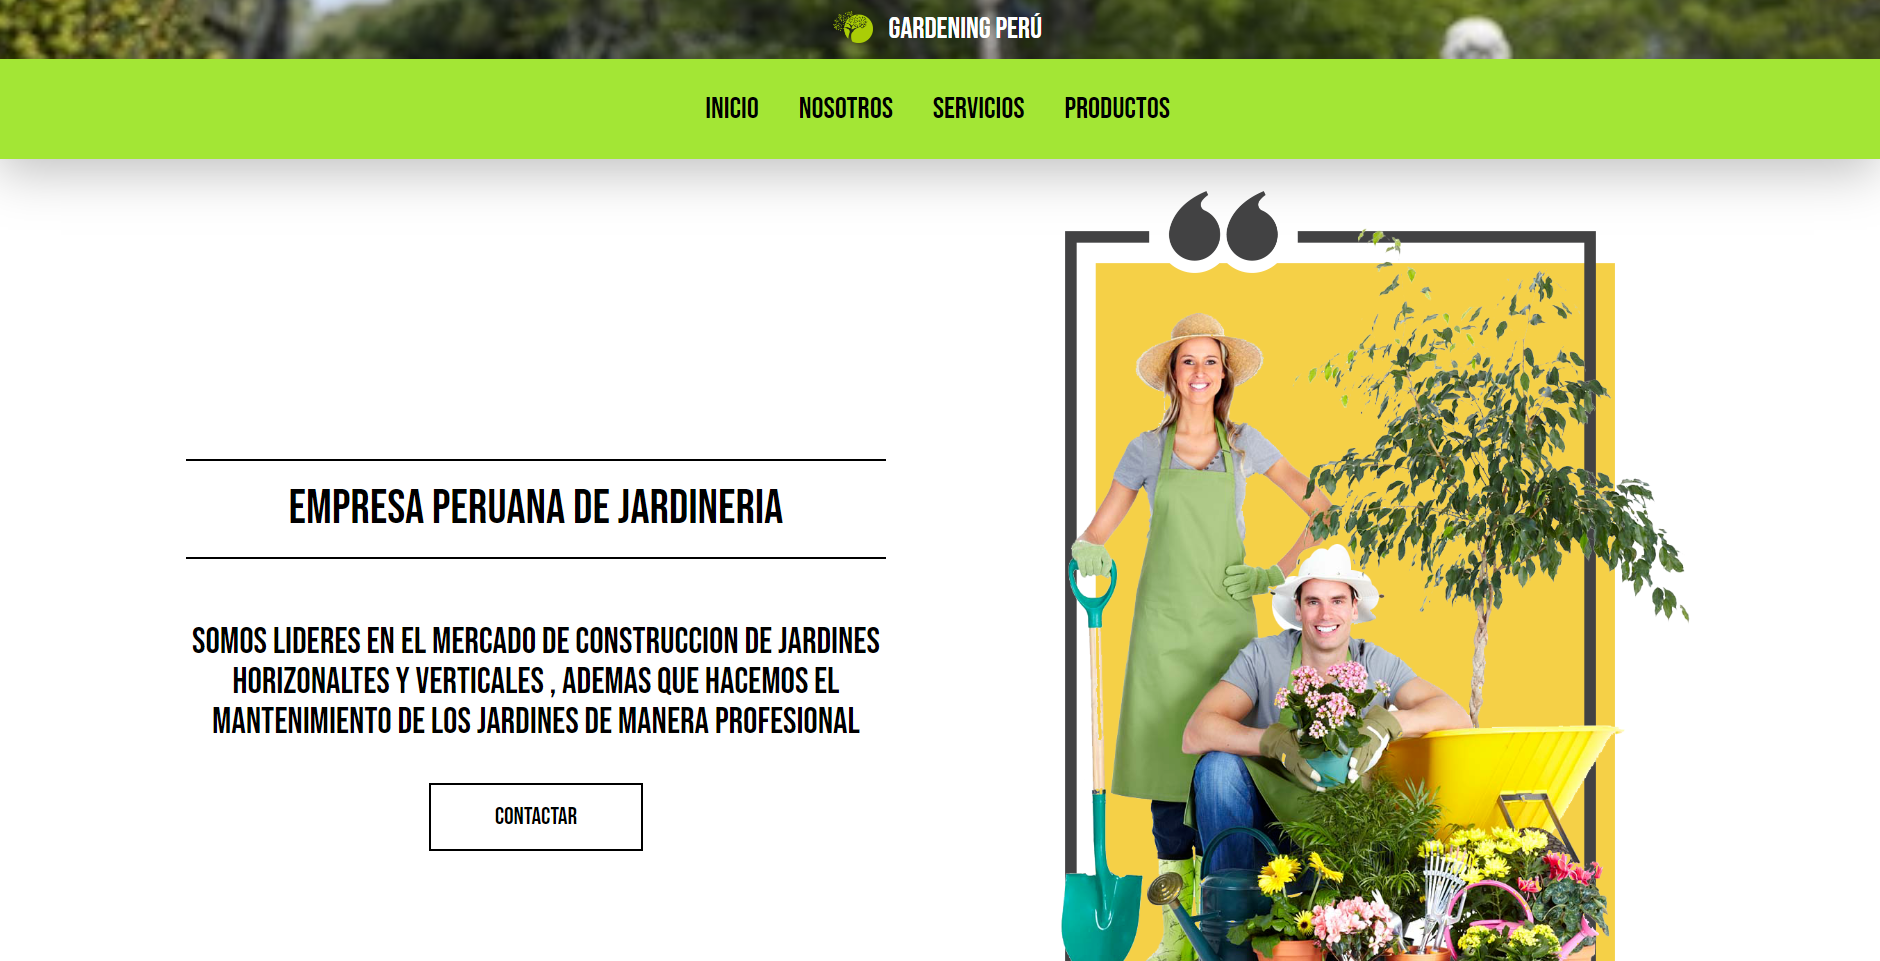 GARDENING PERÚ
INICIO NOSOTROS SERVICIOS PRODUCTOS
EMPRESA PERUANA DE JARDINERIA
SOMOS LIDERES EN EL MERCADO DE CONSTRUCCION DE JARDINES
HORIZONALTES Y VERTICALES , ADEMAS QUE HACEMOS EL
MANTENIMIENTO DE LOS JARDINES DE MANERA PROFESIONAL
CONTACTAR